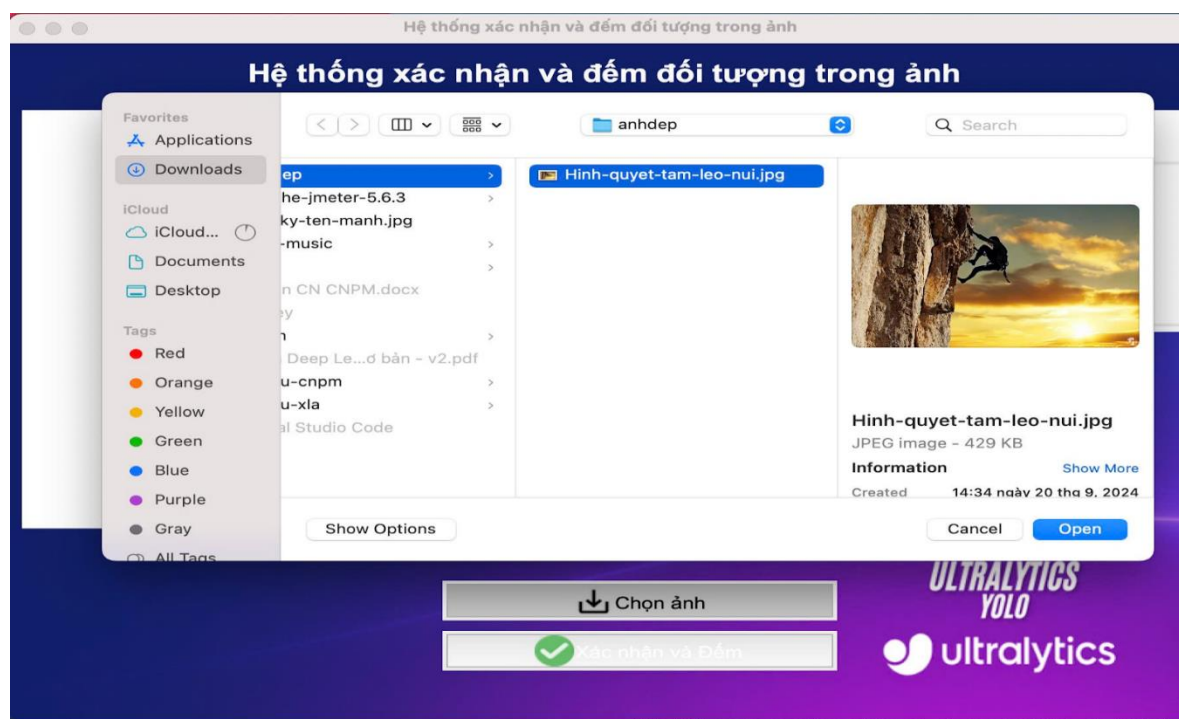 Hệ thống xác nhận và đếm đối tượng trong ảnh
Hệ thống xác nhận và đếm đối tượng trong ảnh
Favorites
Applications
Downloads
iCloud
iCloud...
Documents
Desktop
Tags
Red
Orange
Yellow
Green
Blue
Purple
Gray
All Tags
anhdep
Search
ep
he-jmeter-5.6.3
ky-ten-manh.jpg
-music
n CN CNPM.docx
ey
n
Deep Le...ơ bản - v2.pdf
u-cnpm
u-xla
al Studio Code
Hinh-quyet-tam-leo-nui.jpg
Hinh-quyet-tam-leo-nui.jpg
JPEG image - 429 KB
Information Show More
Created 14:34 ngày 20 thg 9, 2024
Show Options
Cancel Open
Chọn ảnh
Xác nhận và Đếm
ULTRALYTICS
YOLO
ultralytics